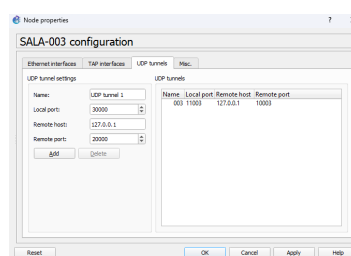 Node properties ?
SALA-003 configuration
Ethernet interfaces TAP interfaces UDP tunnels Misc.
UDP tunnel settings
Name: UDP tunnel 1
Local port: 30000
Remote host: 127.0.0.1
Remote port: 20000
Add Delete
UDP tunnels
Name Local port Remote host Remote port
003 11003 127.0.0.1 10003
Reset OK Cancel Apply Help